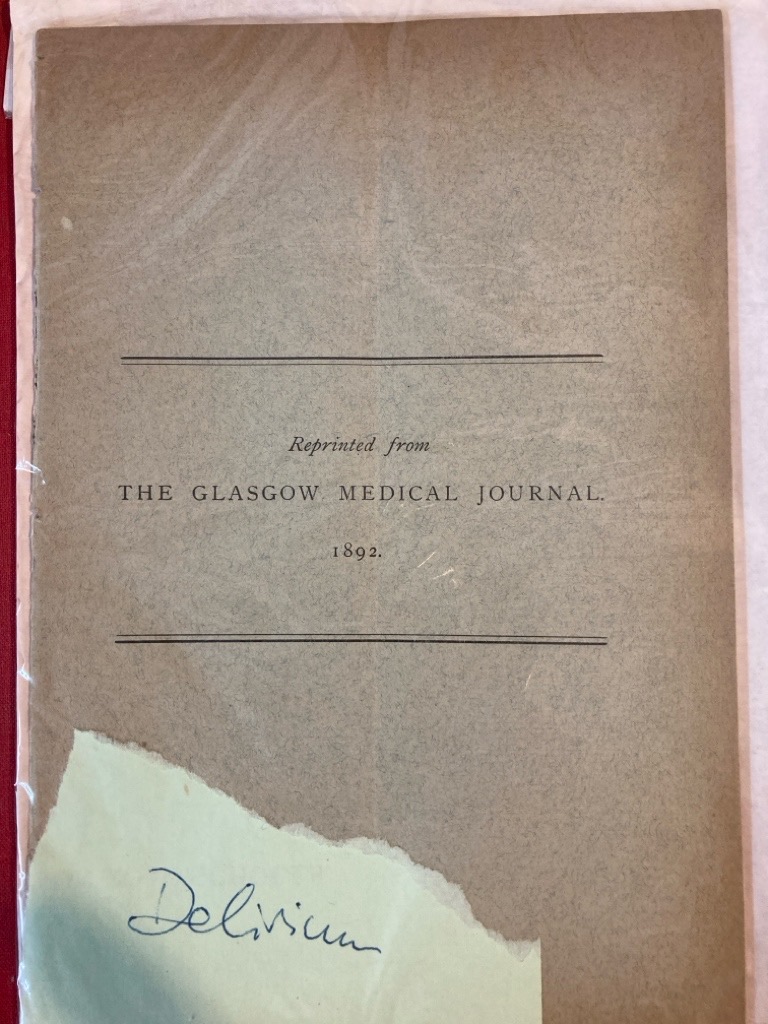 Reprinted from
THE GLASGOW MEDICAL JOURNAL.
1892.
Delirium